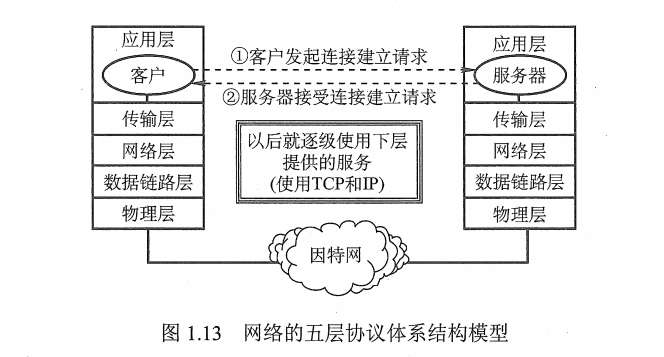 应用层
客户
传输层
网络层
数据链路层
物理层
①客户发起连接建立请求
②服务器接受连接建立请求
以后就逐级使用下层
提供的服务
(使用TCP和IP)
因特网
应用层
服务器
传输层
网络层
数据链路层
物理层
图 1.13 网络的五层协议体系结构模型